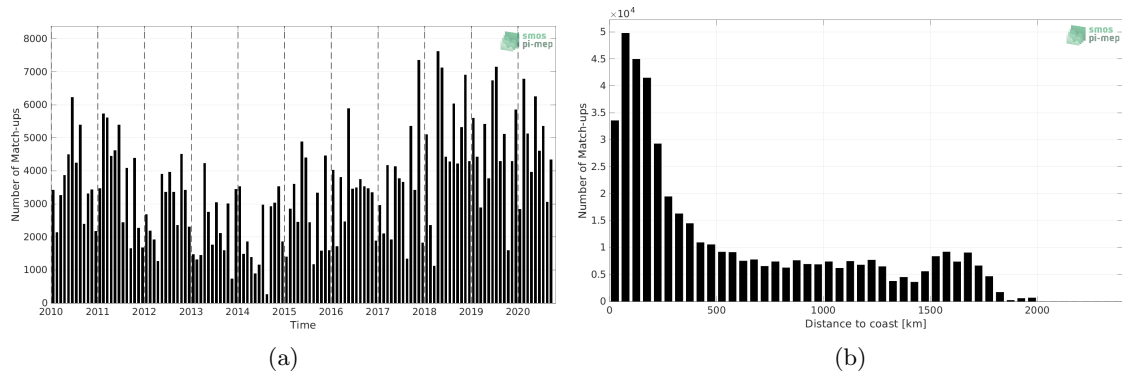 8000
7000
6000
5000
4000
3000
2000
1000
0
Number of Match-ups
2010 2011 2012 2013 2014 2015 2016 2017 2018 2019 2020
Time
smos
pi-mep
(a)
×10⁴
5
4.5
4
3.5
3
2.5
2
1.5
1
0.5
0
Number of Match-ups
0 500 1000 1500 2000
Distance to coast [km]
smos
pi-mep
(b)